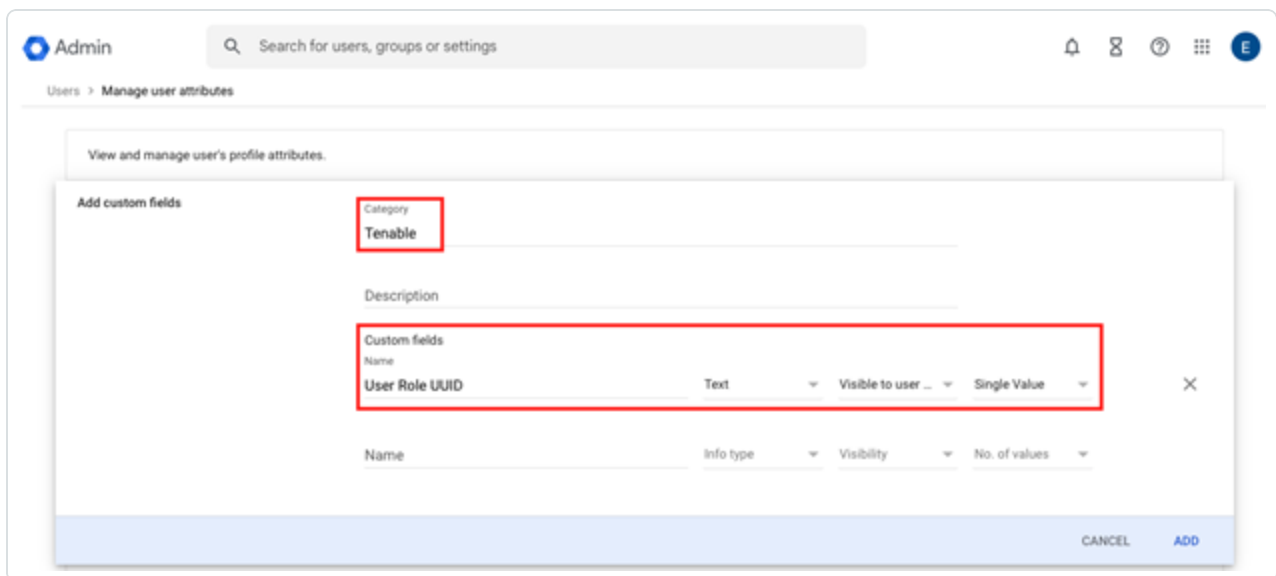 Admin
Search for users, groups or settings
E
Users > Manage user attributes
View and manage user's profile attributes.
Add custom fields
Category
Tenable
Description
Custom fields
Name
User Role UUID Text Visible to user ... Single Value
Name Info type Visibility No. of values
CANCEL ADD